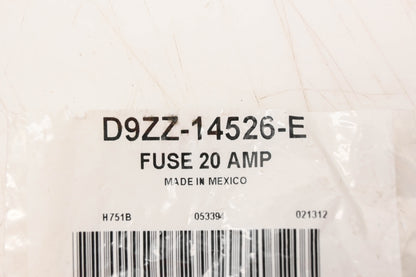 D9ZZ-14526-E
FUSE 20 AMP
MADE IN MEXICO
H751B 053394 021312